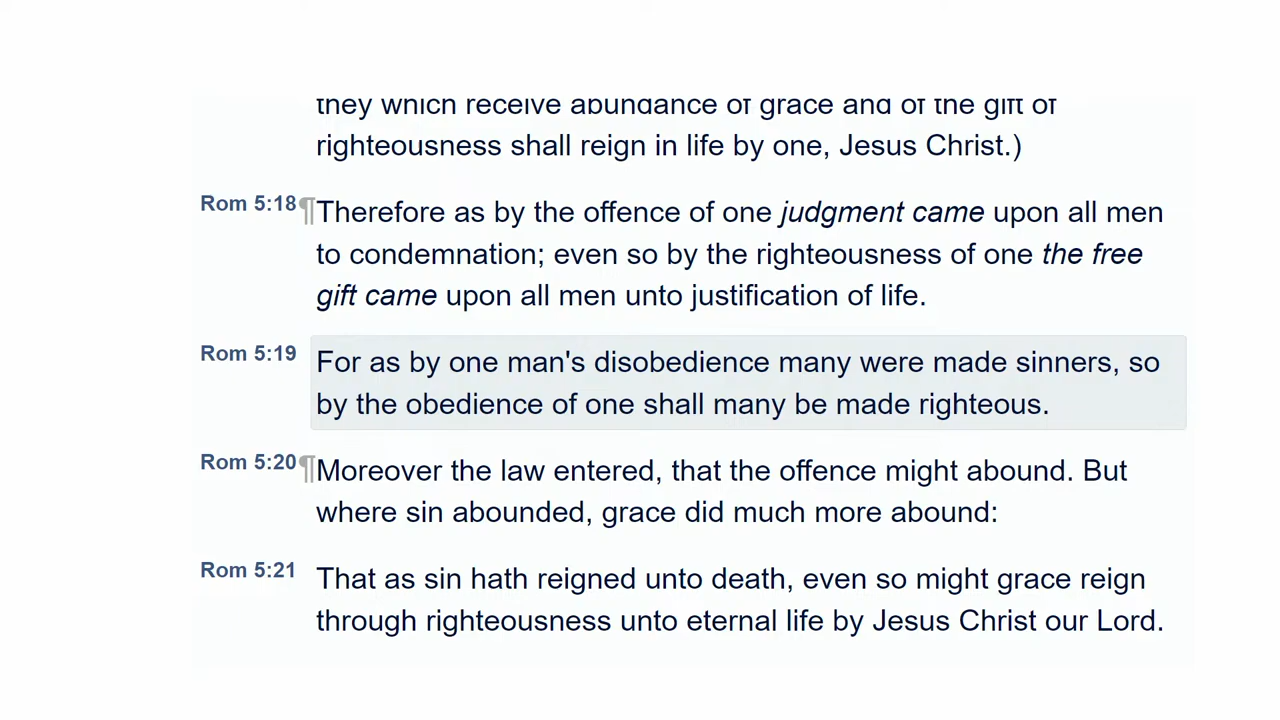 they which receive abundance of grace and of the gift of
righteousness shall reign in life by one, Jesus Christ.)
Rom 5:18 ¶Therefore as by the offence of one judgment came upon all men
to condemnation; even so by the righteousness of one the free
gift came upon all men unto justification of life.
Rom 5:19 For as by one man's disobedience many were made sinners, so
by the obedience of one shall many be made righteous.
Rom 5:20 ¶Moreover the law entered, that the offence might abound. But
where sin abounded, grace did much more abound:
Rom 5:21 That as sin hath reigned unto death, even so might grace reign
through righteousness unto eternal life by Jesus Christ our Lord.